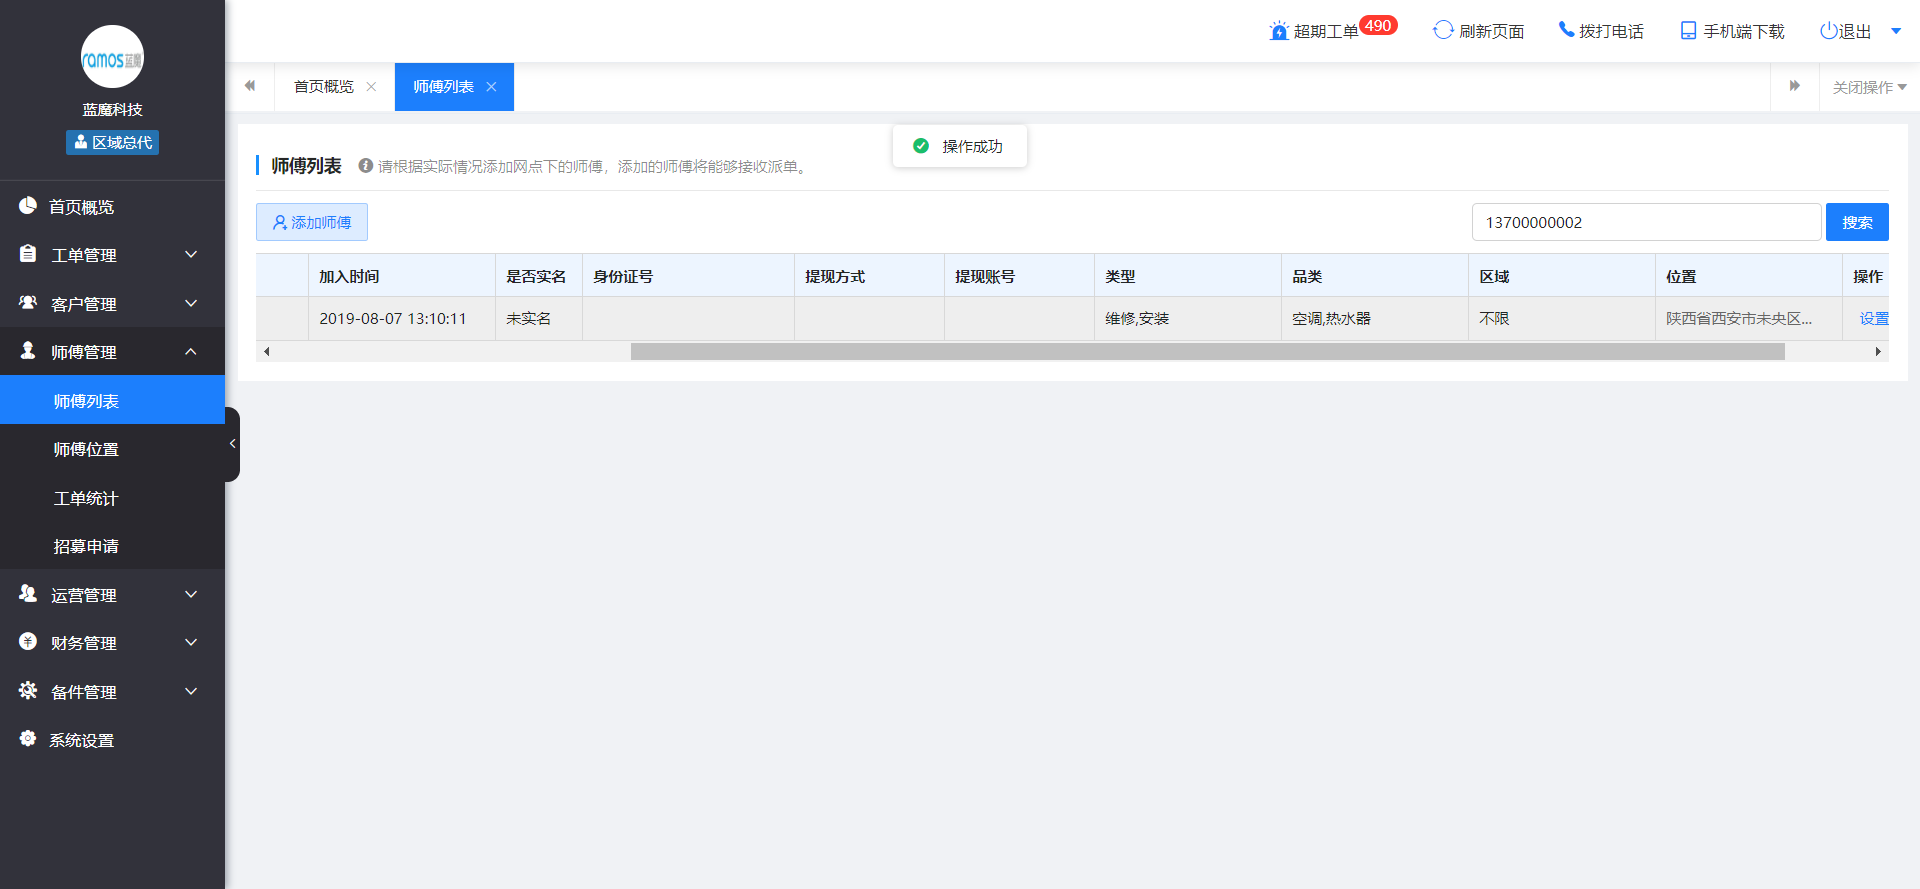 超期工单 490 刷新页面 拨打电话 手机端下载 退出
ramos蓝魔
蓝魔科技
区域总代
首页概览
工单管理
客户管理
师傅管理
师傅列表
师傅位置
工单统计
招募申请
运营管理
财务管理
备件管理
系统设置
首页概览 师傅列表 关闭操作
操作成功
师傅列表 请根据实际情况添加网点下的师傅，添加的师傅将能够接收派单。
添加师傅 13700000002 搜索
加入时间 是否实名 身份证号 提现方式 提现账号 类型 品类 区域 位置 操作
2019-08-07 13:10:11 未实名 维修,安装 空调,热水器 不限 陕西省西安市未央区... 设置